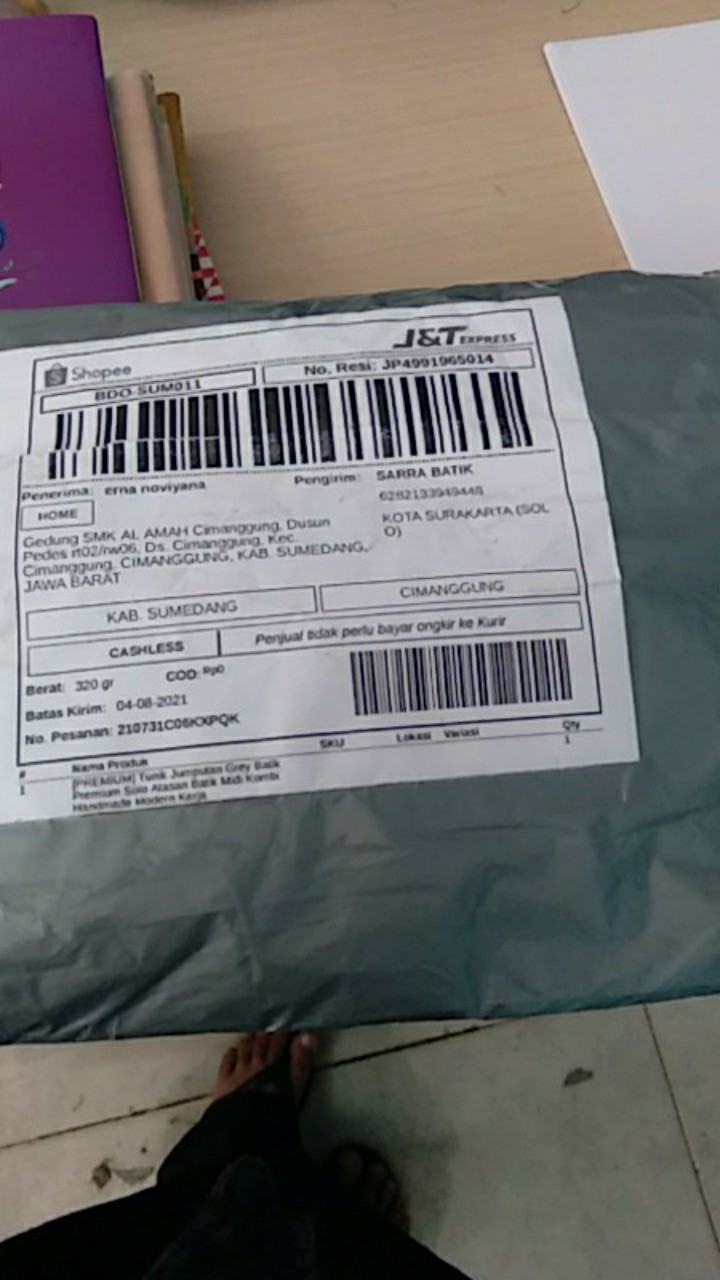 Shopee
J&T EXPRESS
BDO-SUM011
No. Resi: JP4991965014
Penerima: erna noviyana
Pengirim: SARRA BATIK
6282133949448
HOME
KOTA SURAKARTA (SOL
O)
Gedung SMK AL AMAH Cimanggung, Dusun
Pedes rt02/rw06, Ds. Cimanggung, Kec.
Cimanggung, CIMANGGUNG, KAB. SUMEDANG,
JAWA BARAT
KAB. SUMEDANG
CIMANGGUNG
CASHLESS
Penjual tidak perlu bayar ongkir ke Kurir
Berat: 320 gr
COD: Rp0
Batas Kirim: 04-08-2021
No. Pesanan: 210731C06KXPQK
# Nama Produk SKU Lokasi Variasi Qty
1 [PREMIUM] Tunik Jumputan Grey Batik 1
Premium Solo Atasan Batik Midi Kombi
Handmade Modern Kerja